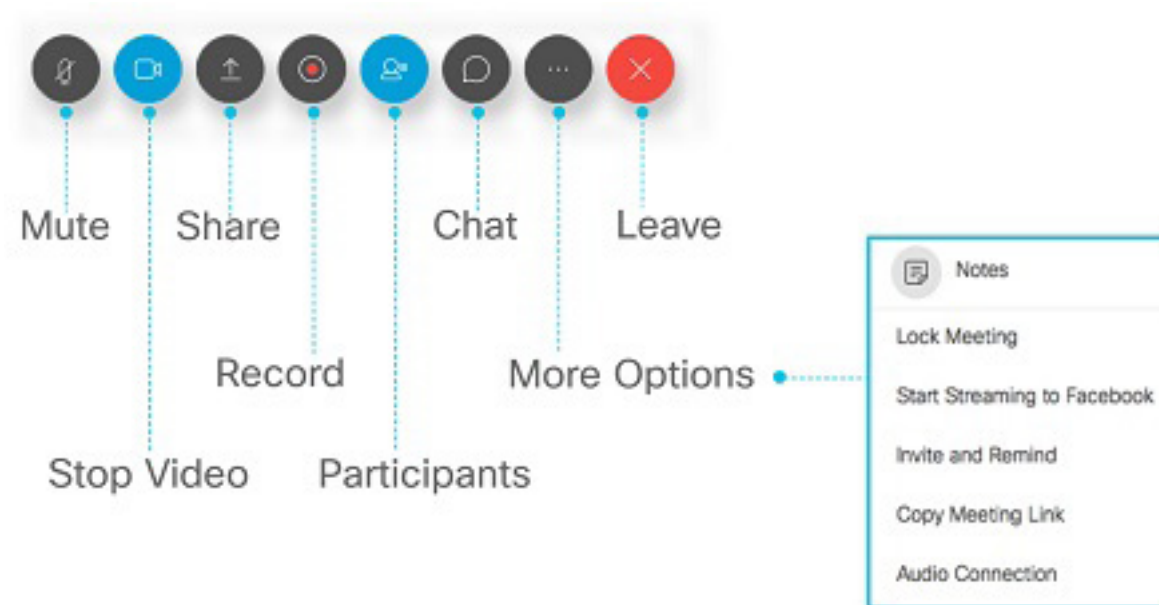 Mute Share Chat Leave
Record More Options
Stop Video Participants
Notes
Lock Meeting
Start Streaming to Facebook
Invite and Remind
Copy Meeting Link
Audio Connection